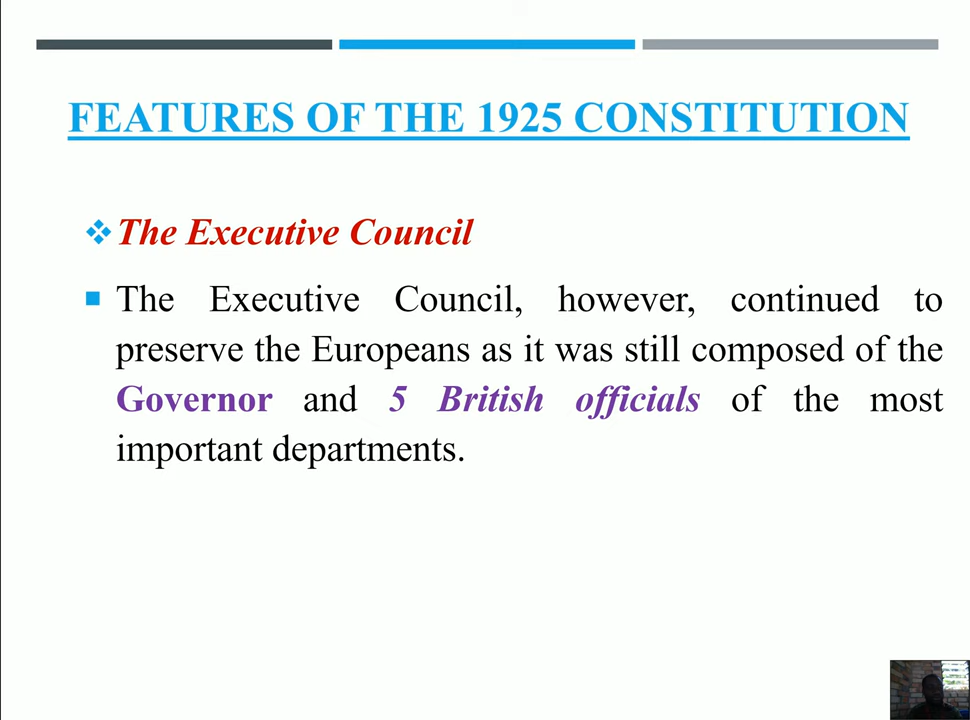 FEATURES OF THE 1925 CONSTITUTION
The Executive Council
The Executive Council, however, continued to
preserve the Europeans as it was still composed of the
Governor and 5 British officials of the most
important departments.